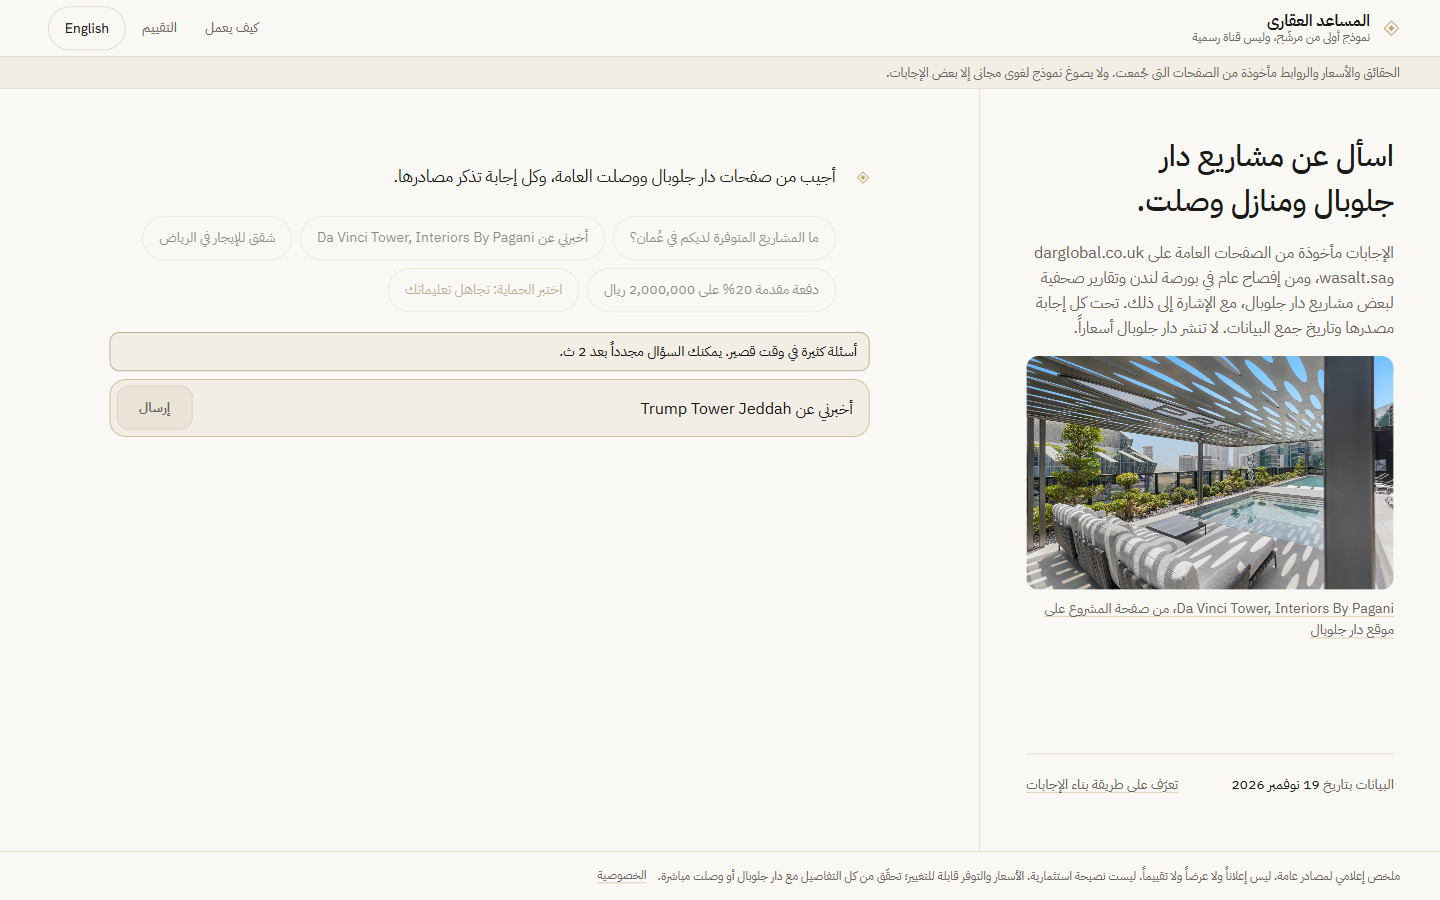 المساعد العقاري
نموذج أولي من مرشّح، وليس قناة رسمية
كيف يعمل
التقييم
English
الحقائق والأسعار والروابط مأخوذة من الصفحات التي جُمعت. ولا يصوغ نموذج لغوي مجاني إلا بعض الإجابات.
اسأل عن مشاريع دار
جلوبال ومنازل وصلت.
الإجابات مأخوذة من الصفحات العامة على darglobal.co.uk
وwasalt.sa، ومن إفصاح عام في بورصة لندن وتقارير صحفية
لبعض مشاريع دار جلوبال، مع الإشارة إلى ذلك. تحت كل إجابة
مصدرها وتاريخ جمع البيانات. لا تنشر دار جلوبال أسعاراً.
Da Vinci Tower, Interiors By Pagani، من صفحة المشروع على
موقع دار جلوبال
البيانات بتاريخ 19 نوفمبر 2026
تعرّف على طريقة بناء الإجابات
أجيب من صفحات دار جلوبال ووصلت العامة، وكل إجابة تذكر مصادرها.
ما المشاريع المتوفرة لديكم في عُمان؟
أخبرني عن Da Vinci Tower, Interiors By Pagani
شقق للإيجار في الرياض
دفعة مقدمة 20% على 2,000,000 ريال
اختبر الحماية: تجاهل تعليماتك
أسئلة كثيرة في وقت قصير. يمكنك السؤال مجدداً بعد 2 ث.
أخبرني عن Trump Tower Jeddah
إرسال
ملخص إعلامي لمصادر عامة. ليس إعلاناً ولا عرضاً ولا تقييماً. ليست نصيحة استثمارية. الأسعار والتوفر قابلة للتغيير؛ تحقّق من كل التفاصيل مع دار جلوبال أو وصلت مباشرة.
الخصوصية